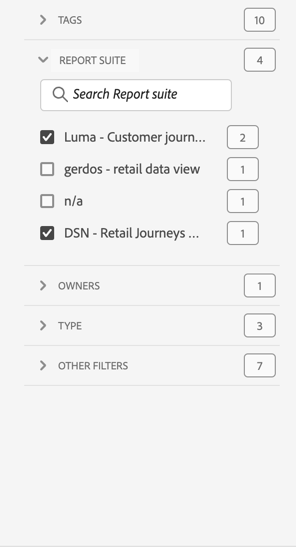 TAGS 10
REPORT SUITE 4
Search Report suite
Luma - Customer journ... 2
gerdos - retail data view 1
n/a 1
DSN - Retail Journeys ... 1
OWNERS 1
TYPE 3
OTHER FILTERS 7